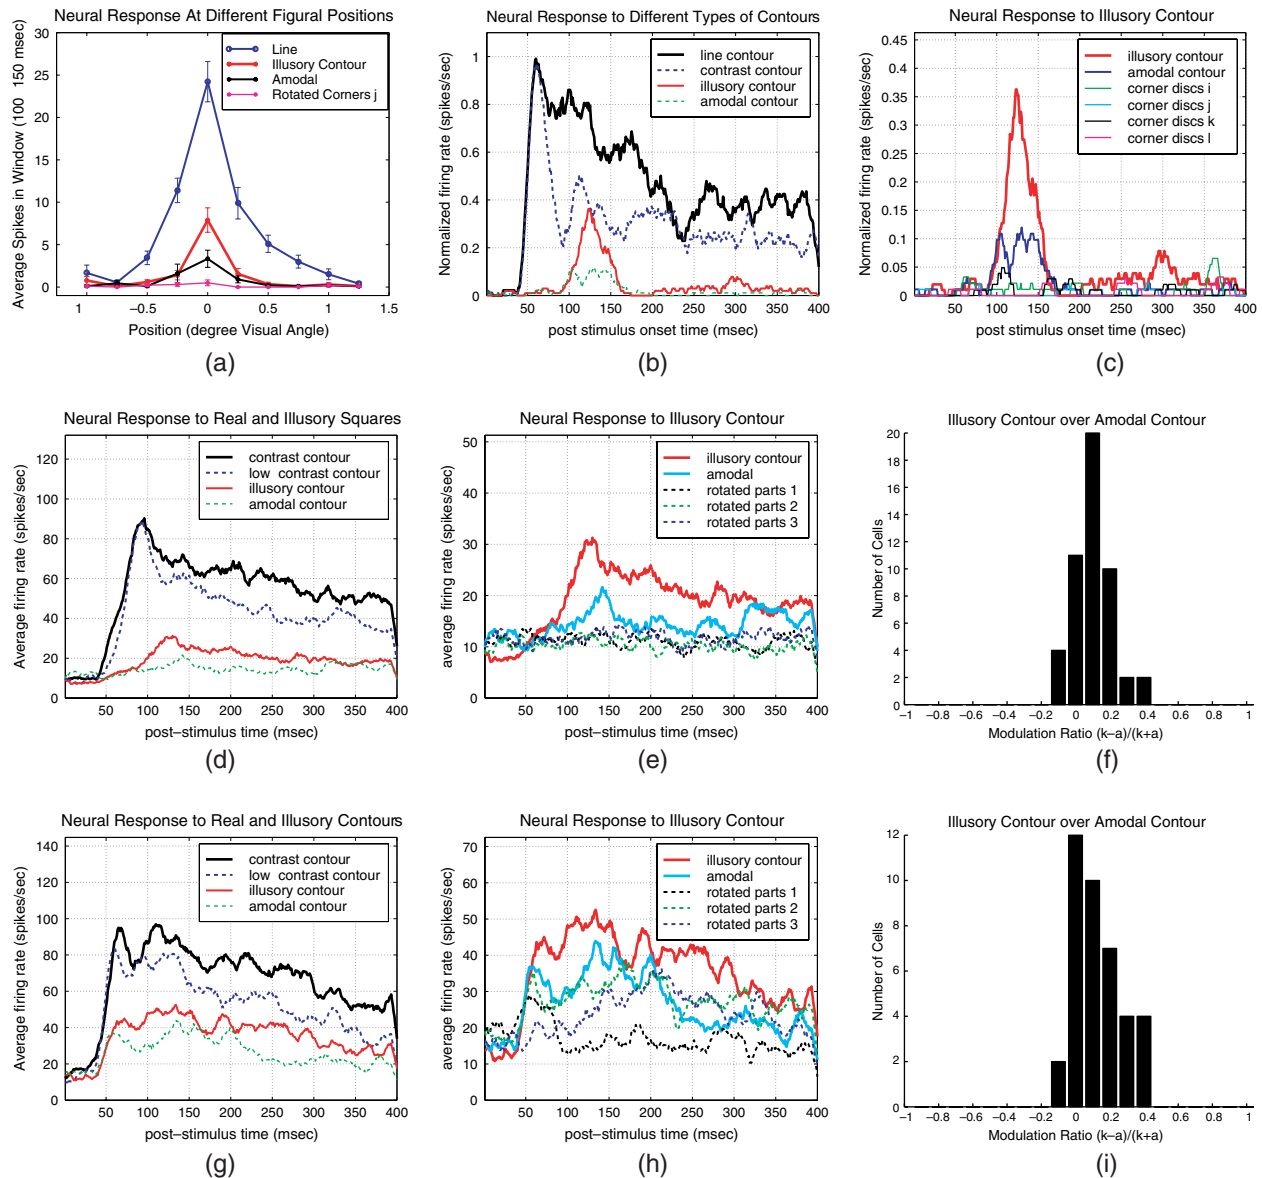 Neural Response At Different Figural Positions
Average Spikes in Window (100 150 msec)
30
25
20
15
10
5
0
Line
Illusory Contour
Amodal
Rotated Corners j
1 −0.5 0 0.5 1 1.5
Position (degree Visual Angle)
(a)
Neural Response to Different Types of Contours
Normalized firing rate (spikes/sec)
1
0.8
0.6
0.4
0.2
0
line contour
contrast contour
illusory contour
amodal contour
50 100 150 200 250 300 350 400
post stimulus onset time (msec)
(b)
Neural Response to Illusory Contour
Normalized firing rate (spikes/sec)
0.45
0.4
0.35
0.3
0.25
0.2
0.15
0.1
0.05
0
illusory contour
amodal contour
corner discs i
corner discs j
corner discs k
corner discs l
50 100 150 200 250 300 350 400
post stimulus onset time (msec)
(c)
Neural Response to Real and Illusory Squares
Average firing rate (spikes/sec)
120
100
80
60
40
20
0
contrast contour
low contrast contour
illusory contour
amodal contour
50 100 150 200 250 300 350 400
post−stimulus time (msec)
(d)
Neural Response to Illusory Contour
average firing rate (spikes/sec)
50
40
30
20
10
0
illusory contour
amodal
rotated parts 1
rotated parts 2
rotated parts 3
50 100 150 200 250 300 350 400
post−stimulus time (msec)
(e)
Illusory Contour over Amodal Contour
Number of Cells
20
18
16
14
12
10
8
6
4
2
0
−1 −0.8 −0.6 −0.4 −0.2 0 0.2 0.4 0.6 0.8 1
Modulation Ratio (k−a)/(k+a)
(f)
Neural Response to Real and Illusory Contours
Average firing rate (spikes/sec)
140
120
100
80
60
40
20
0
contrast contour
low contrast contour
illusory contour
amodal contour
50 100 150 200 250 300 350 400
post−stimulus time (msec)
(g)
Neural Response to Illusory Contour
average firing rate (spikes/sec)
70
60
50
40
30
20
10
0
illusory contour
amodal
rotated parts 1
rotated parts 2
rotated parts 3
50 100 150 200 250 300 350 400
post−stimulus time (msec)
(h)
Illusory Contour over Amodal Contour
Number of Cells
12
10
8
6
4
2
0
−1 −0.8 −0.6 −0.4 −0.2 0 0.2 0.4 0.6 0.8 1
Modulation Ratio (k−a)/(k+a)
(i)